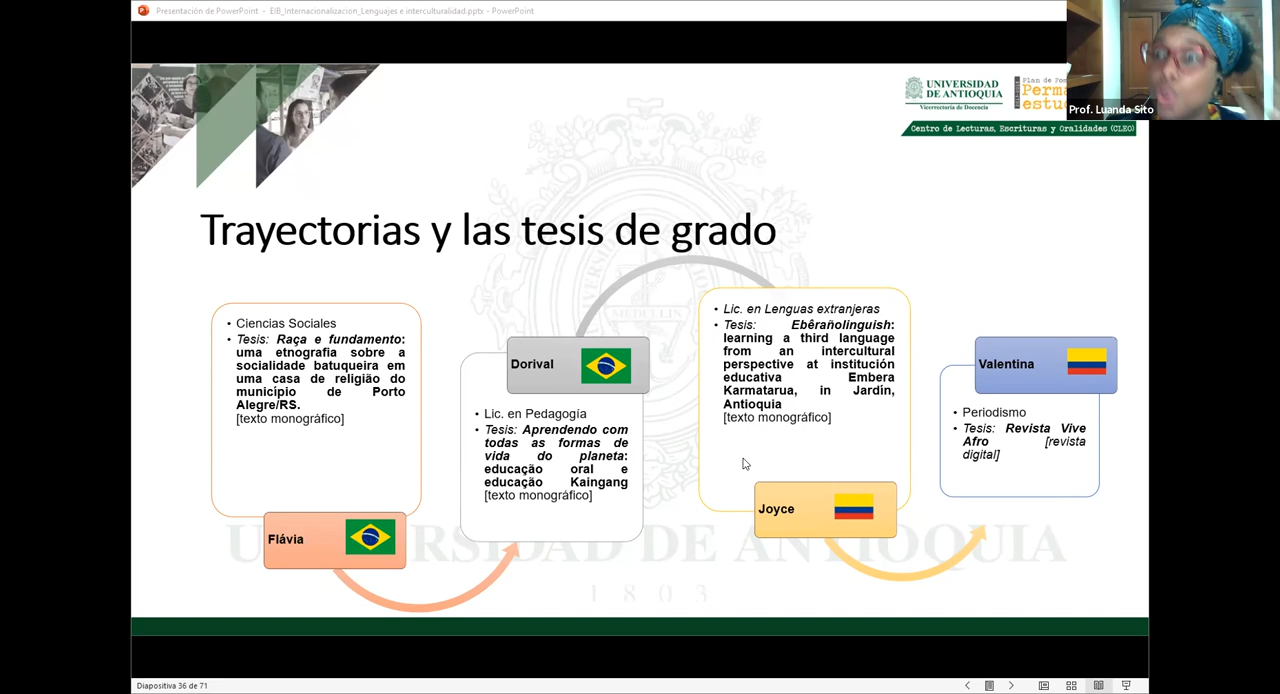 Presentación de PowerPoint - EIB_Internacionalizacion_Lenguajes e interculturalidad.pptx - PowerPoint
UNIVERSIDAD
DE ANTIOQUIA
Vicerrectoría de Docencia
Plan de
Perma
estu
Prof. Luanda Sito
Centro de Lecturas, Escrituras y Oralidades (CLEO)
Trayectorias y las tesis de grado
• Ciencias Sociales
• Tesis: Raça e fundamento:
uma etnografia sobre a
socialidade batuqueira em
uma casa de religião do
município de Porto
Alegre/RS.
[texto monográfico]
Flávia
Dorival
• Lic. en Pedagogía
• Tesis: Aprendendo com
todas as formas de
vida do planeta:
educação oral e
educação Kaingang
[texto monográfico]
• Lic. en Lenguas extranjeras
• Tesis: Ebêrañolinguish:
learning a third language
from an intercultural
perspective at institución
educativa Embera
Karmatarua, in Jardín,
Antioquia
[texto monográfico]
Joyce
Valentina
• Periodismo
• Tesis: Revista Vive
Afro [revista
digital]
MEDELLIN
UNIVERSIDAD DE ANTIOQUIA
1803
Diapositiva 36 de 71